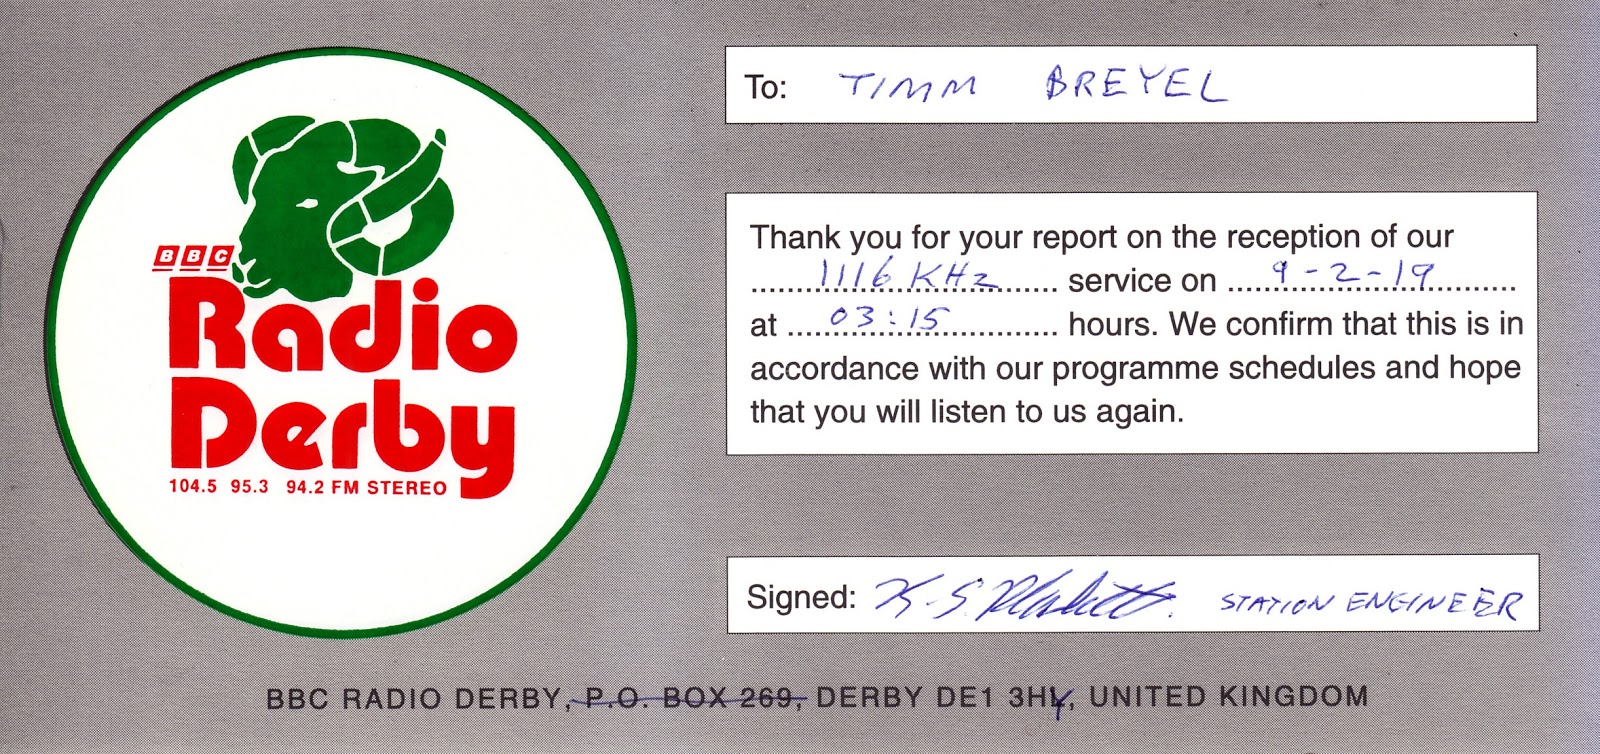 BBC
Radio
Derby
104.5 95.3 94.2 FM STEREO
To: TIMM BREYEL
Thank you for your report on the reception of our
1116 KHz service on 9-2-19
at 03:15 hours. We confirm that this is in
accordance with our programme schedules and hope
that you will listen to us again.
Signed: K.S. STATION ENGINEER
BBC RADIO DERBY, P.O. BOX 269, DERBY DE1 3HY, UNITED KINGDOM